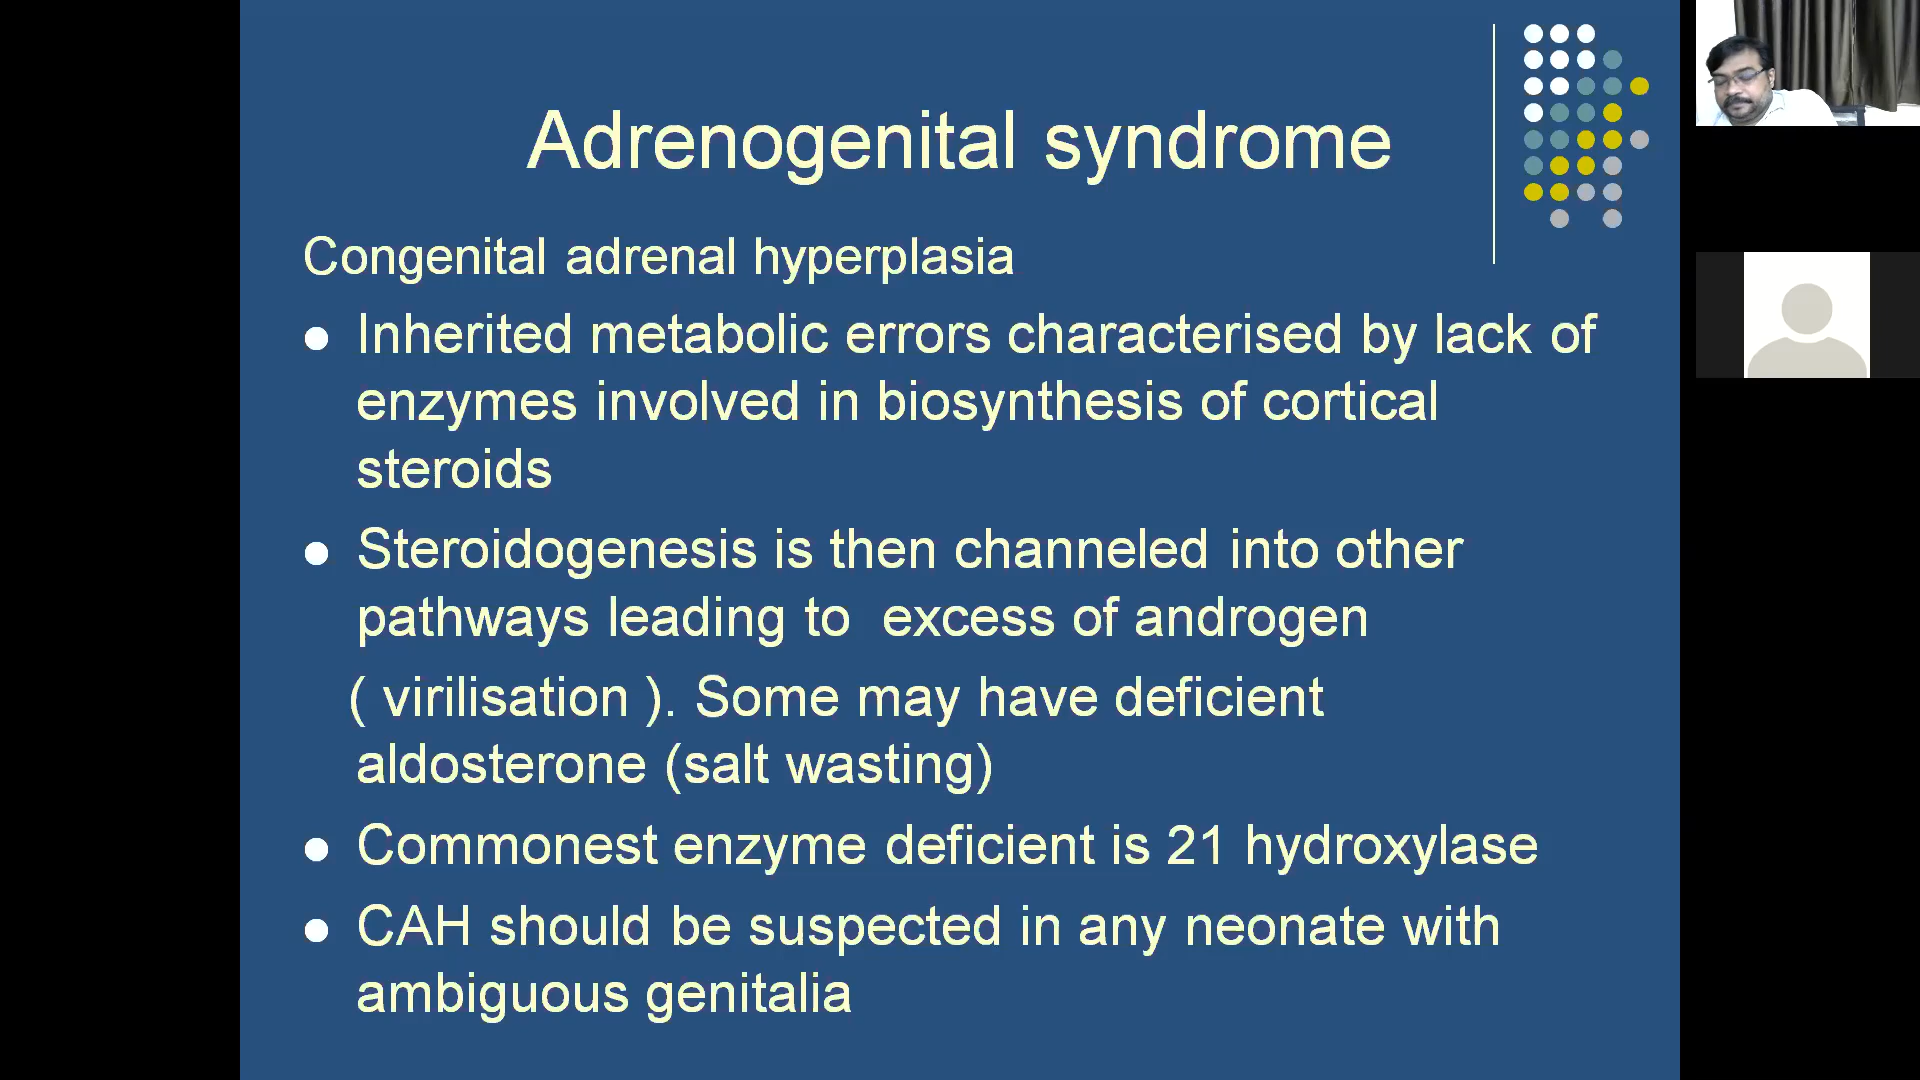 Adrenogenital syndrome
Congenital adrenal hyperplasia
● Inherited metabolic errors characterised by lack of
enzymes involved in biosynthesis of cortical
steroids
● Steroidogenesis is then channeled into other
pathways leading to  excess of androgen
( virilisation ). Some may have deficient
aldosterone (salt wasting)
● Commonest enzyme deficient is 21 hydroxylase
● CAH should be suspected in any neonate with
ambiguous genitalia